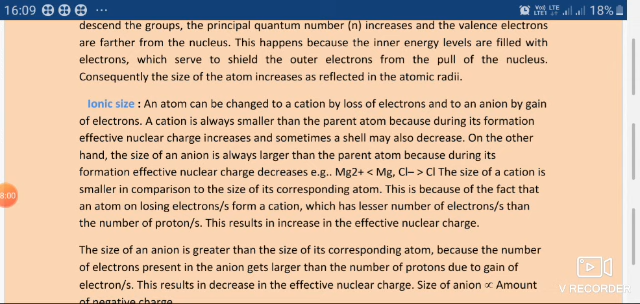 16:09 ... Vo) LTE LTE1 18%
descend the groups, the principal quantum number (n) increases and the valence electrons
are farther from the nucleus. This happens because the inner energy levels are filled with
electrons, which serve to shield the outer electrons from the pull of the nucleus.
Consequently the size of the atom increases as reflected in the atomic radii.
Ionic size : An atom can be changed to a cation by loss of electrons and to an anion by gain
of electrons. A cation is always smaller than the parent atom because during its formation
effective nuclear charge increases and sometimes a shell may also decrease. On the other
hand, the size of an anion is always larger than the parent atom because during its
formation effective nuclear charge decreases e.g.. Mg2+ < Mg, Cl– > Cl The size of a cation is
smaller in comparison to the size of its corresponding atom. This is because of the fact that
an atom on losing electrons/s form a cation, which has lesser number of electrons/s than
the number of proton/s. This results in increase in the effective nuclear charge.
8:00
The size of an anion is greater than the size of its corresponding atom, because the number
of electrons present in the anion gets larger than the number of protons due to gain of
electron/s. This results in decrease in the effective nuclear charge. Size of anion ∝ Amount
of negative charge
V RECORDER